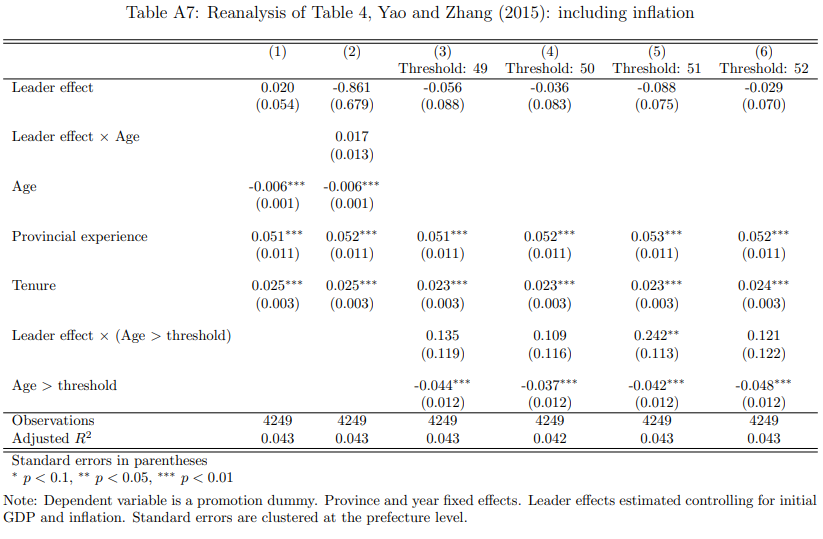 Table A7: Reanalysis of Table 4, Yao and Zhang (2015): including inflation
(1) (2) (3) (4) (5) (6)
Threshold: 49 Threshold: 50 Threshold: 51 Threshold: 52
Leader effect 0.020 -0.861 -0.056 -0.036 -0.088 -0.029
(0.054) (0.679) (0.088) (0.083) (0.075) (0.070)
Leader effect × Age 0.017
(0.013)
Age -0.006*** -0.006***
(0.001) (0.001)
Provincial experience 0.051*** 0.052*** 0.051*** 0.052*** 0.053*** 0.052***
(0.011) (0.011) (0.011) (0.011) (0.011) (0.011)
Tenure 0.025*** 0.025*** 0.023*** 0.023*** 0.023*** 0.024***
(0.003) (0.003) (0.003) (0.003) (0.003) (0.003)
Leader effect × (Age > threshold) 0.135 0.109 0.242** 0.121
(0.119) (0.116) (0.113) (0.122)
Age > threshold -0.044*** -0.037*** -0.042*** -0.048***
(0.012) (0.012) (0.012) (0.012)
Observations 4249 4249 4249 4249 4249 4249
Adjusted R² 0.043 0.043 0.043 0.042 0.043 0.043
Standard errors in parentheses
* p < 0.1, ** p < 0.05, *** p < 0.01
Note: Dependent variable is a promotion dummy. Province and year fixed effects. Leader effects estimated controlling for initial
GDP and inflation. Standard errors are clustered at the prefecture level.